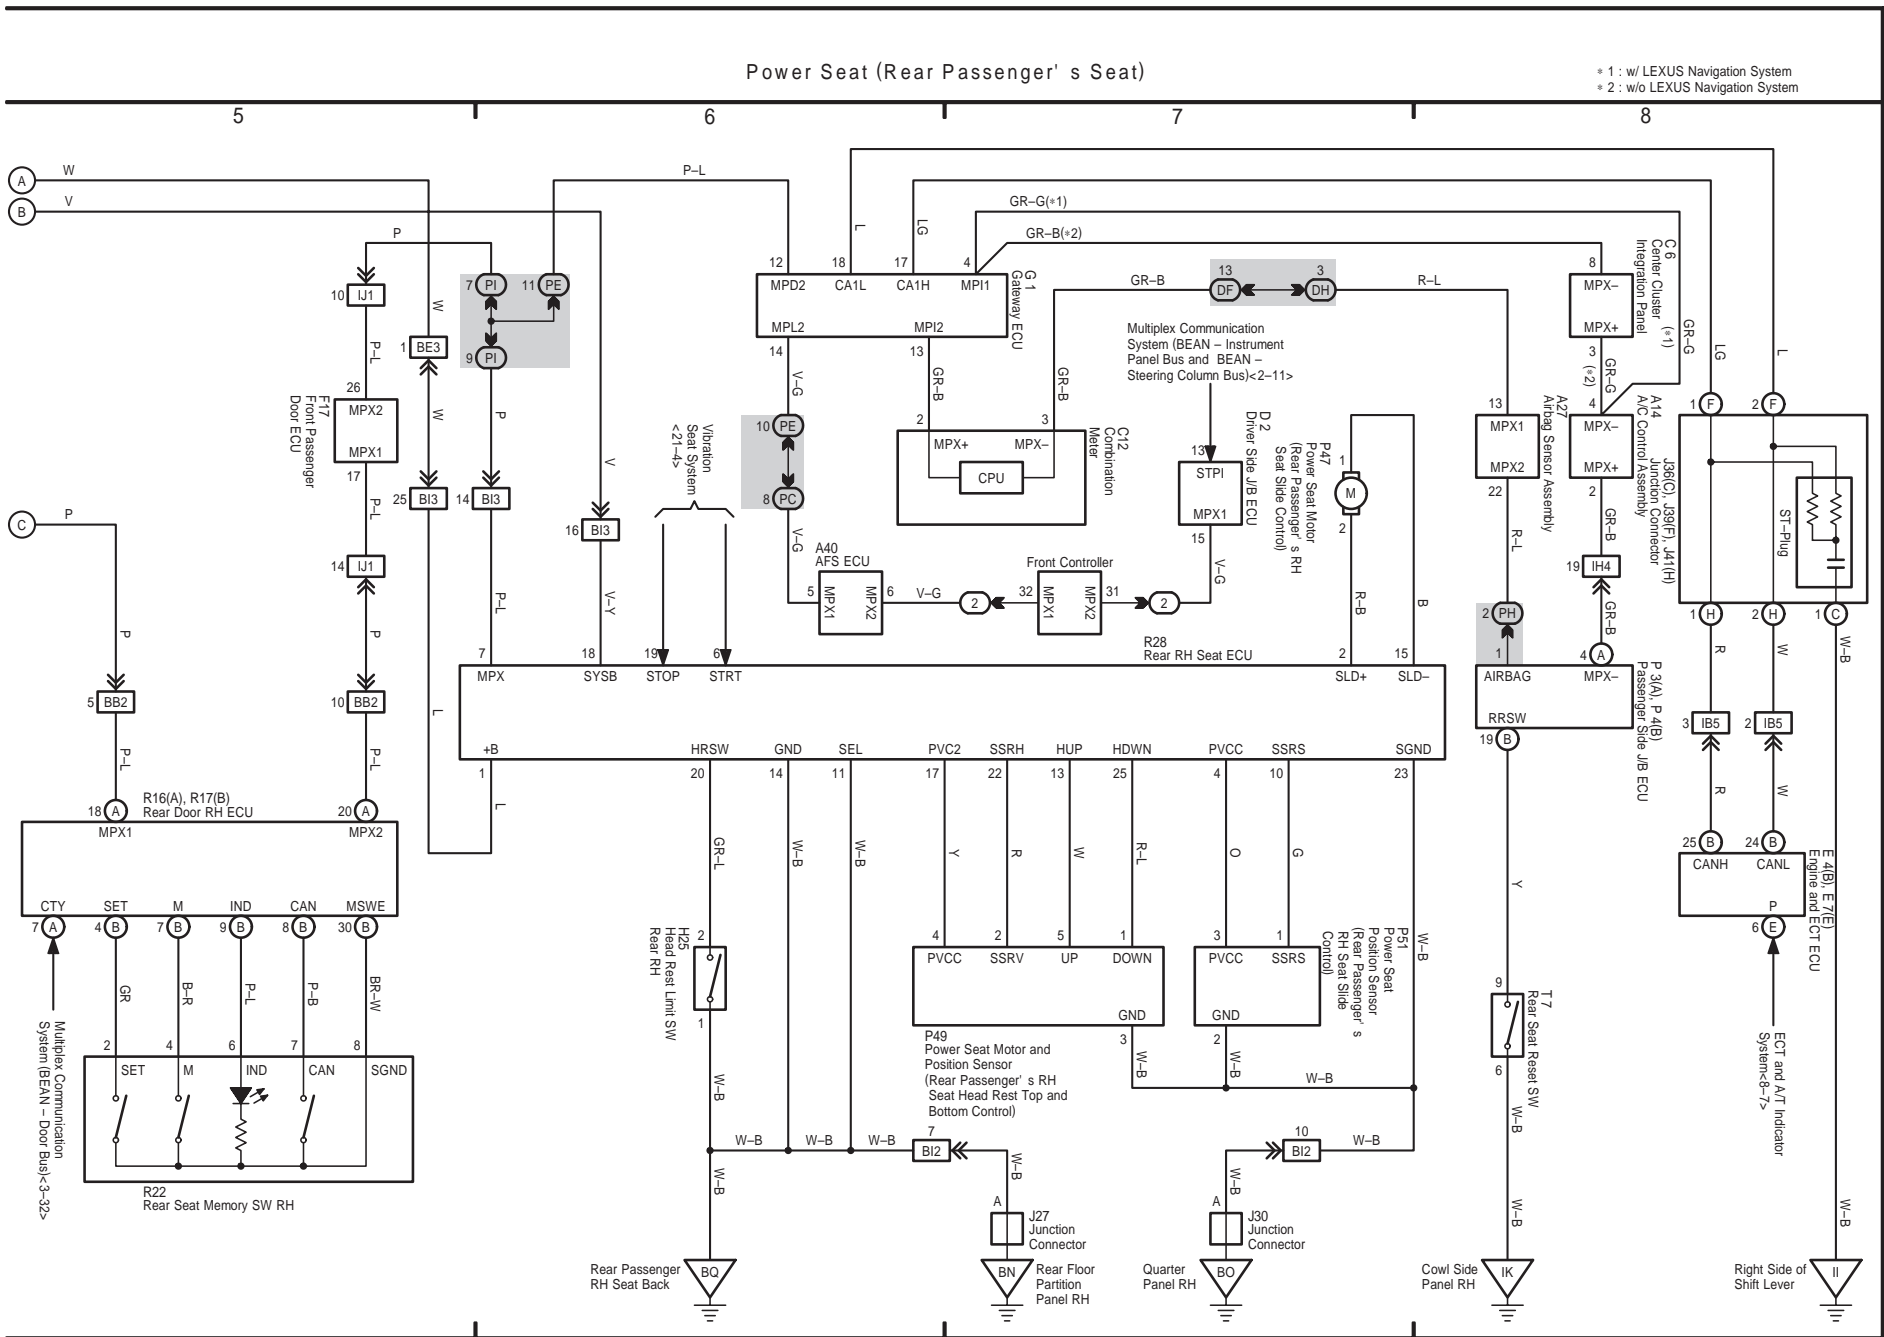 Power Seat (Rear Passenger' s Seat)
* 1 : w/ LEXUS Navigation System
* 2 : w/o LEXUS Navigation System
5
6
7
8
A
W
B
V
P
P–L
L
LG
GR–G(*1)
GR–B(*2)
10
IJ1
7
PI
11
PE
9
PI
W
1
BE3
W
P–L
26
MPX2
MPX1
17
F17
Front Passenger
Door ECU
P–L
14
IJ1
P
10
BB2
P–L
P
25
BI3
14
BI3
P–L
V
16
BI3
V–Y
L
C
P
P
5
BB2
P–L
Vibration
Seat System
<21–4>
12
18
17
4
MPD2
CA1L
CA1H
MPI1
MPL2
MPI2
14
13
G 1
Gateway ECU
V–G
GR–B
GR–B
10
PE
8
PC
V–G
2
3
MPX+
MPX–
CPU
C12
Combination
Meter
GR–B
13
DF
3
DH
R–L
Multiplex Communication
System (BEAN – Instrument
Panel Bus and BEAN –
Steering Column Bus)<2–11>
13
STPI
MPX1
15
D 2
Driver Side J/B ECU
V–G
A40
AFS ECU
5
MPX1
MPX2
6
V–G
2
Front Controller
32
MPX1
MPX2
31
2
P47
Power Seat Motor
(Rear Passenger' s RH
Seat Slide Control)
1
M
2
R–B
B
8
MPX–
MPX+
3
C 6
Center Cluster
Integration Panel
(*1)
GR–G
(*2)
GR–G
LG
L
13
MPX1
MPX2
22
A27
Airbag Sensor Assembly
R–L
2
PH
1
4
MPX–
MPX+
2
A14
A/C Control Assembly
GR–B
19
IH4
GR–B
4
A
1
F
2
F
J36(C), J39(F), J41(H)
Junction Connector
ST–Plug
1
H
2
H
1
C
R
W
W–B
3
IB5
2
IB5
R
W
25
B
24
B
CANH
CANL
P
6
E
E 4(B), E 7(E)
Engine and ECT ECU
ECT and A/T Indicator
System<8–7>
AIRBAG
MPX–
RRSW
19
B
P 3(A), P 4(B)
Passenger Side J/B ECU
Y
9
6
T 7
Rear Seat Reset SW
W–B
W–B
W–B
R28
Rear RH Seat ECU
7
18
19
6
2
15
MPX
SYSB
STOP
STRT
SLD+
SLD–
+B
HRSW
GND
SEL
PVC2
SSRH
HUP
HDWN
PVCC
SSRS
SGND
1
20
14
11
17
22
13
25
4
10
23
L
GR–L
W–B
W–B
Y
R
W
R–L
O
G
W–B
18
A
20
A
R16(A), R17(B)
Rear Door RH ECU
MPX1
MPX2
CTY
SET
M
IND
CAN
MSWE
7
A
4
B
7
B
9
B
8
B
30
B
GR
B–R
P–L
P–B
BR–W
2
4
6
7
8
SET
M
IND
CAN
SGND
R22
Rear Seat Memory SW RH
Multiplex Communication
System (BEAN – Door Bus)<3–32>
H25
Head Rest Limit SW
Rear RH
2
1
W–B
4
2
5
1
PVCC
SSRV
UP
DOWN
GND
3
P49
Power Seat Motor and
Position Sensor
(Rear Passenger' s RH
Seat Head Rest Top and
Bottom Control)
3
1
PVCC
SSRS
GND
2
P51
Power Seat
Position Sensor
(Rear Passenger' s
RH Seat Slide
Control)
W–B
W–B
W–B
W–B
W–B
W–B
7
BI2
W–B
10
BI2
W–B
W–B
W–B
A
J27
Junction
Connector
A
J30
Junction
Connector
Rear Passenger
RH Seat Back
BQ
BN
Rear Floor
Partition
Panel RH
Quarter
Panel RH
BO
Cowl Side
Panel RH
IK
Right Side of
Shift Lever
II